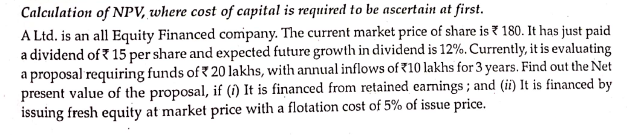 Calculation of NPV, where cost of capital is required to be ascertain at first.
A Ltd. is an all Equity Financed company. The current market price of share is ₹ 180. It has just paid
a dividend of ₹ 15 per share and expected future growth in dividend is 12%. Currently, it is evaluating
a proposal requiring funds of ₹ 20 lakhs, with annual inflows of ₹10 lakhs for 3 years. Find out the Net
present value of the proposal, if (i) It is financed from retained earnings ; and (ii) It is financed by
issuing fresh equity at market price with a flotation cost of 5% of issue price.